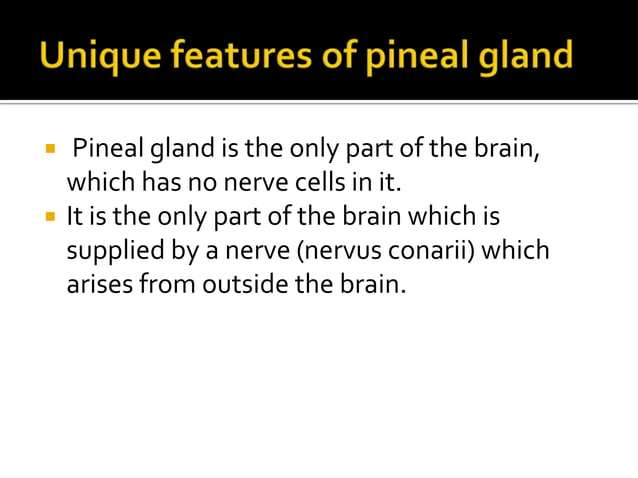 Unique features of pineal gland
Pineal gland is the only part of the brain,
which has no nerve cells in it.
It is the only part of the brain which is
supplied by a nerve (nervus conarii) which
arises from outside the brain.